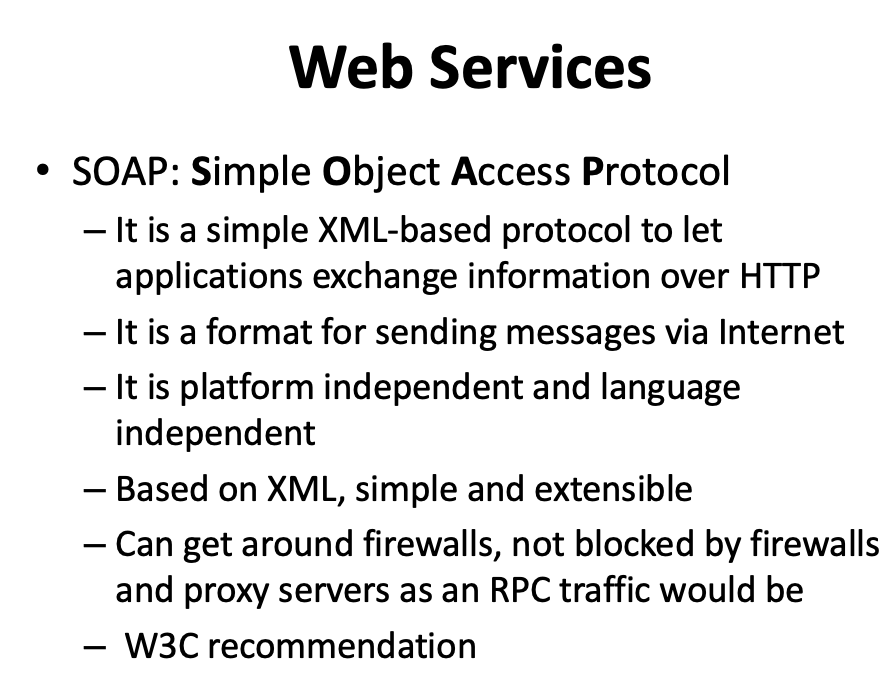 Web Services
• SOAP: Simple Object Access Protocol
– It is a simple XML-based protocol to let
applications exchange information over HTTP
– It is a format for sending messages via Internet
– It is platform independent and language
independent
– Based on XML, simple and extensible
– Can get around firewalls, not blocked by firewalls
and proxy servers as an RPC traffic would be
– W3C recommendation